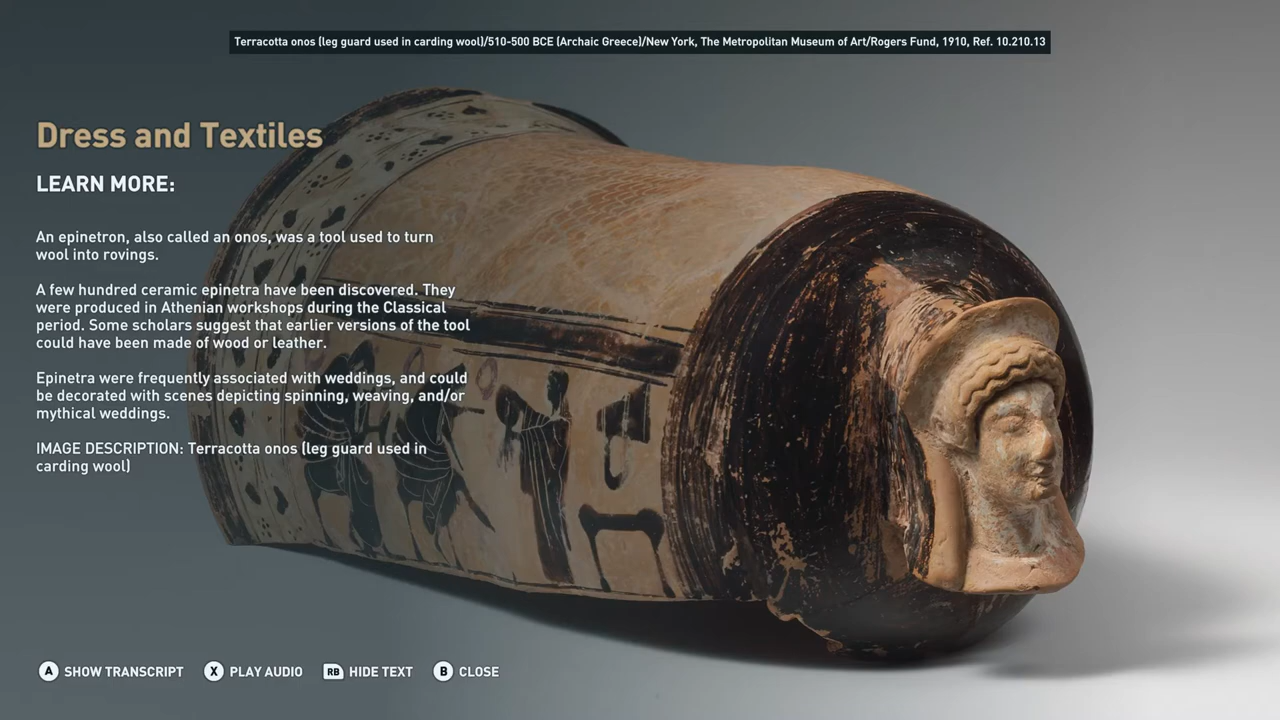 Terracotta onos (leg guard used in carding wool)/510-500 BCE (Archaic Greece)/New York, The Metropolitan Museum of Art/Rogers Fund, 1910, Ref. 10.210.13
Dress and Textiles
LEARN MORE:
An epinetron, also called an onos, was a tool used to turn
wool into rovings.
A few hundred ceramic epinetra have been discovered. They
were produced in Athenian workshops during the Classical
period. Some scholars suggest that earlier versions of the tool
could have been made of wood or leather.
Epinetra were frequently associated with weddings, and could
be decorated with scenes depicting spinning, weaving, and/or
mythical weddings.
IMAGE DESCRIPTION: Terracotta onos (leg guard used in
carding wool)
A SHOW TRANSCRIPT X PLAY AUDIO RB HIDE TEXT B CLOSE